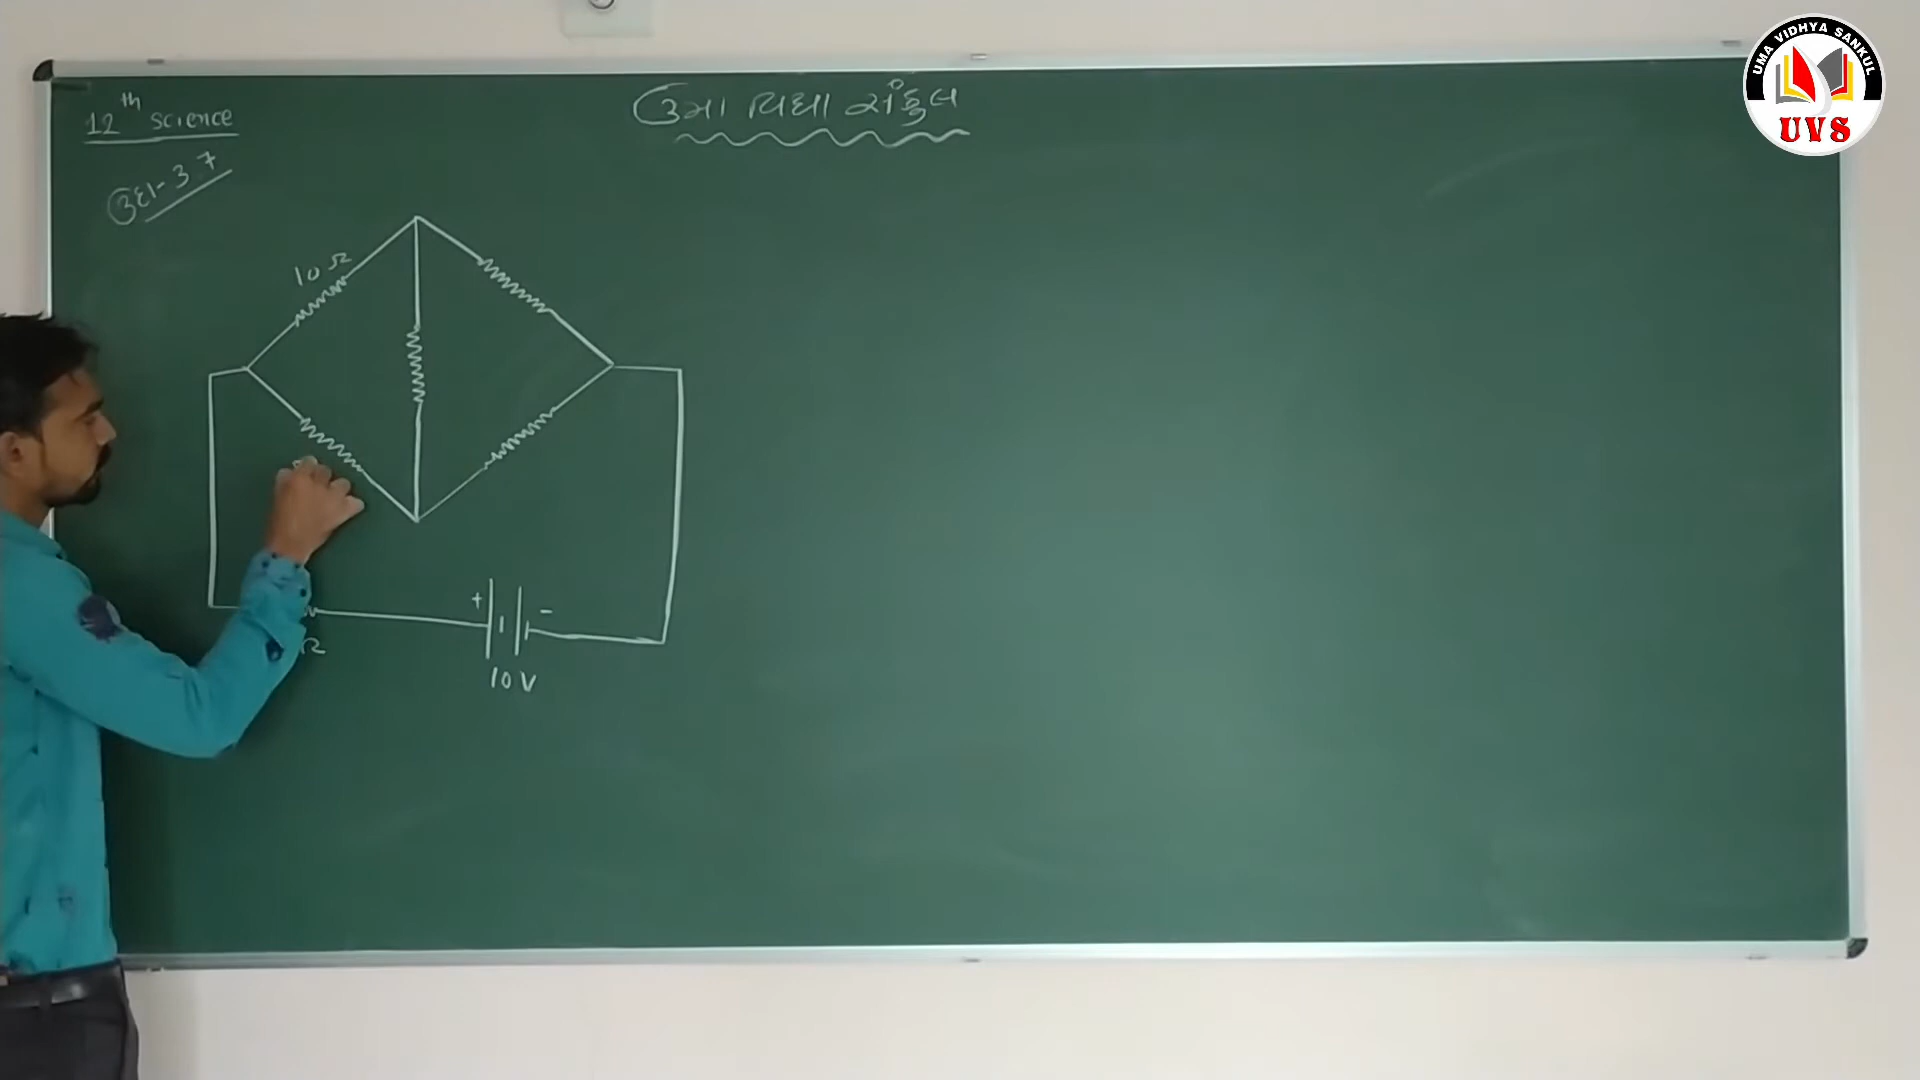 12th Science
ઉમા વિદ્યા સંકુલ
ઉદા- 3.7
10 Ω
Ω
+
-
10 V
UMA VIDHYA SANKUL
UVS